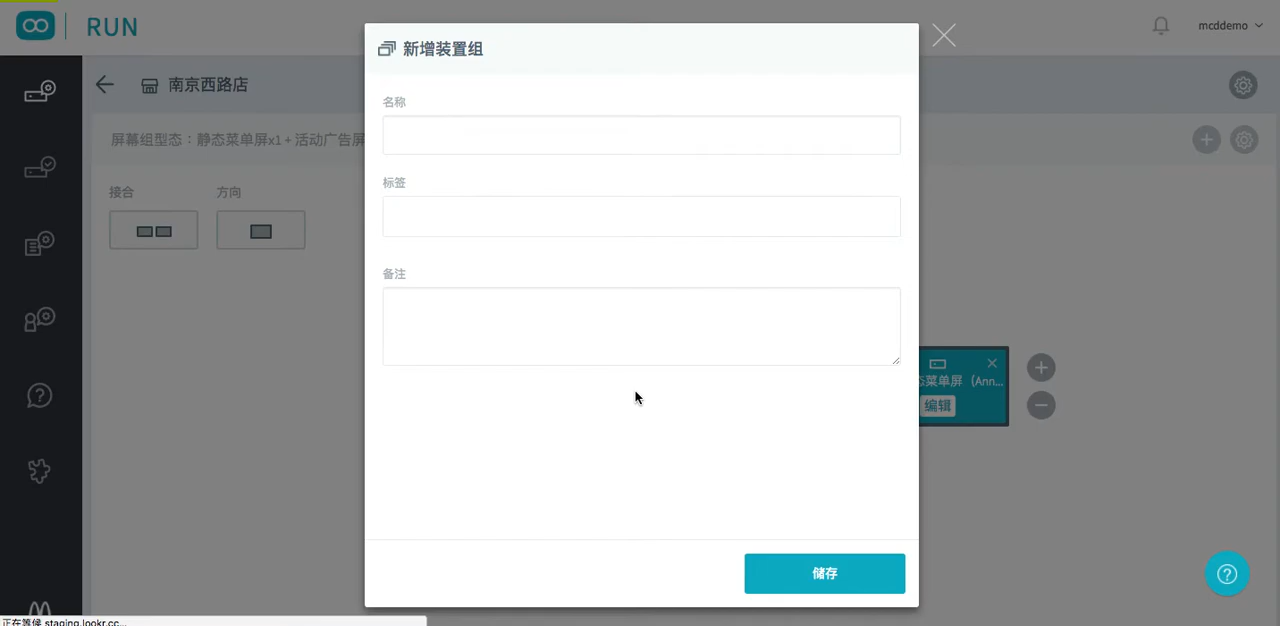 RUN
mcddemo
南京西路店
屏幕组型态：静态菜单屏x1 + 活动广告屏
接合
方向
新增装置组
名称
标签
备注
态菜单屏（Ann...
编辑
储存
正在等候 staging.lookr.cc...